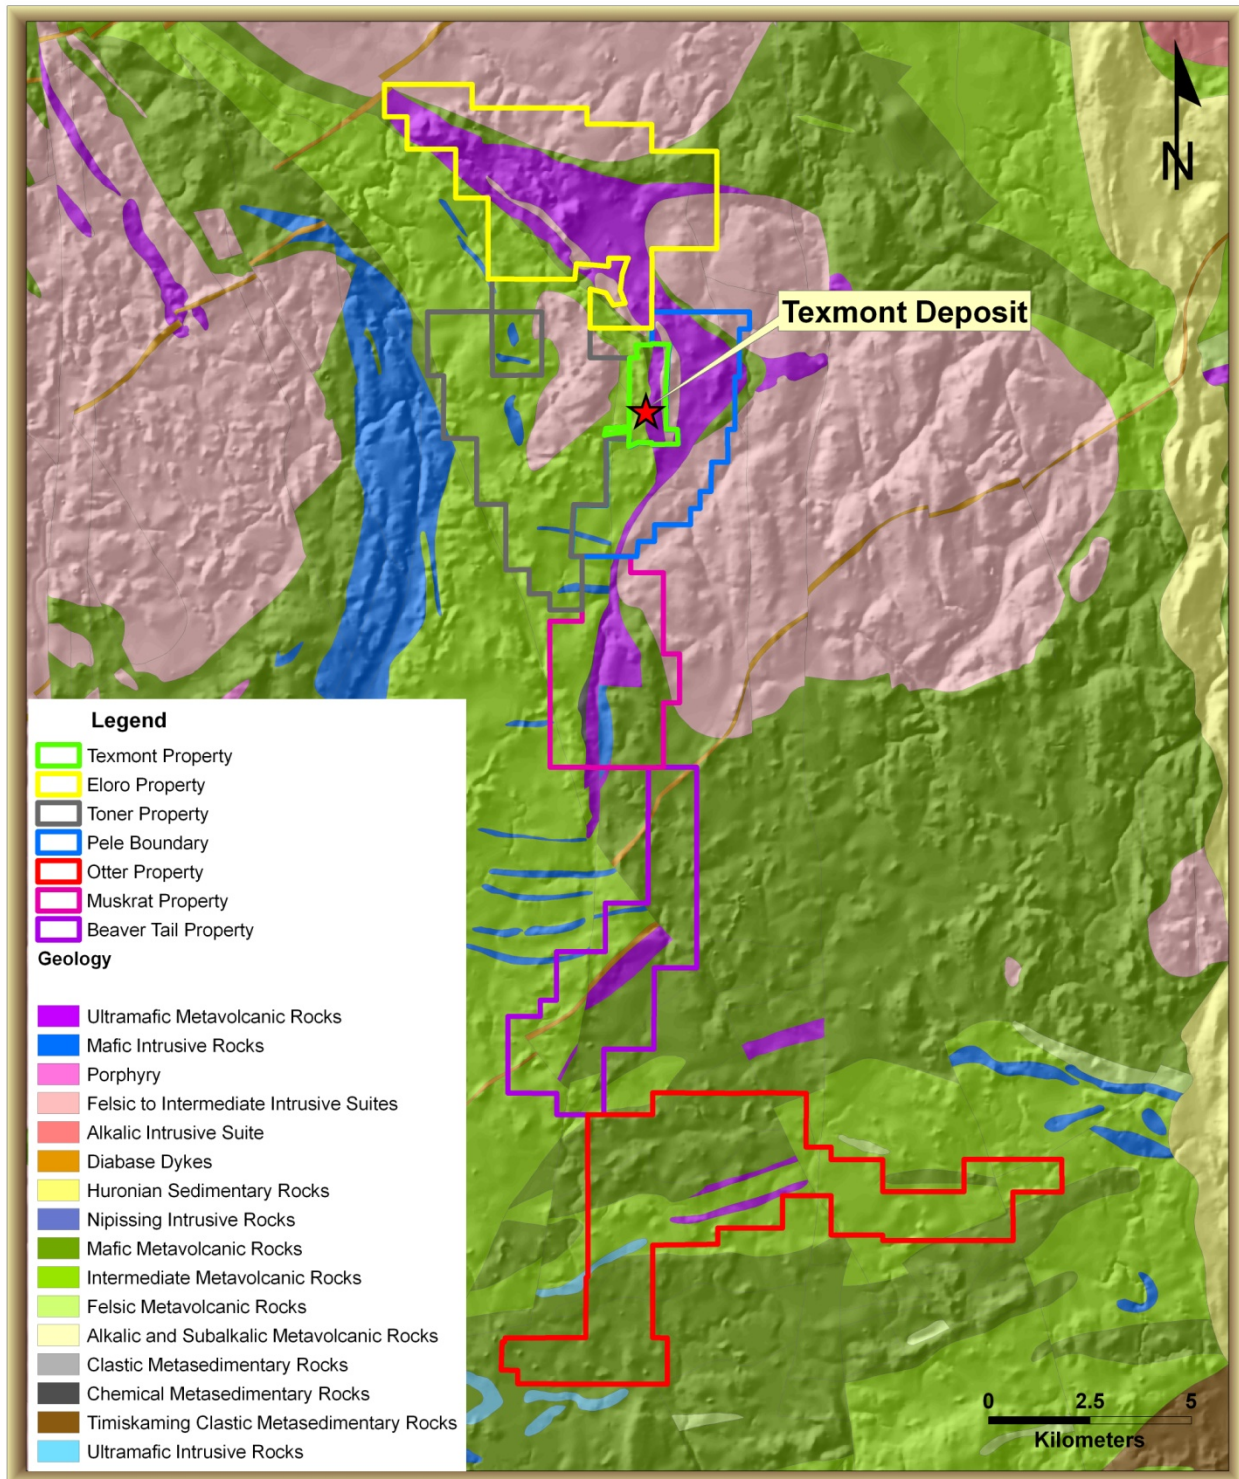 N
Texmont Deposit
Legend
Texmont Property
Eloro Property
Toner Property
Pele Boundary
Otter Property
Muskrat Property
Beaver Tail Property
Geology
Ultramafic Metavolcanic Rocks
Mafic Intrusive Rocks
Porphyry
Felsic to Intermediate Intrusive Suites
Alkalic Intrusive Suite
Diabase Dykes
Huronian Sedimentary Rocks
Nipissing Intrusive Rocks
Mafic Metavolcanic Rocks
Intermediate Metavolcanic Rocks
Felsic Metavolcanic Rocks
Alkalic and Subalkalic Metavolcanic Rocks
Clastic Metasedimentary Rocks
Chemical Metasedimentary Rocks
Timiskaming Clastic Metasedimentary Rocks
Ultramafic Intrusive Rocks
0 2.5 5
Kilometers